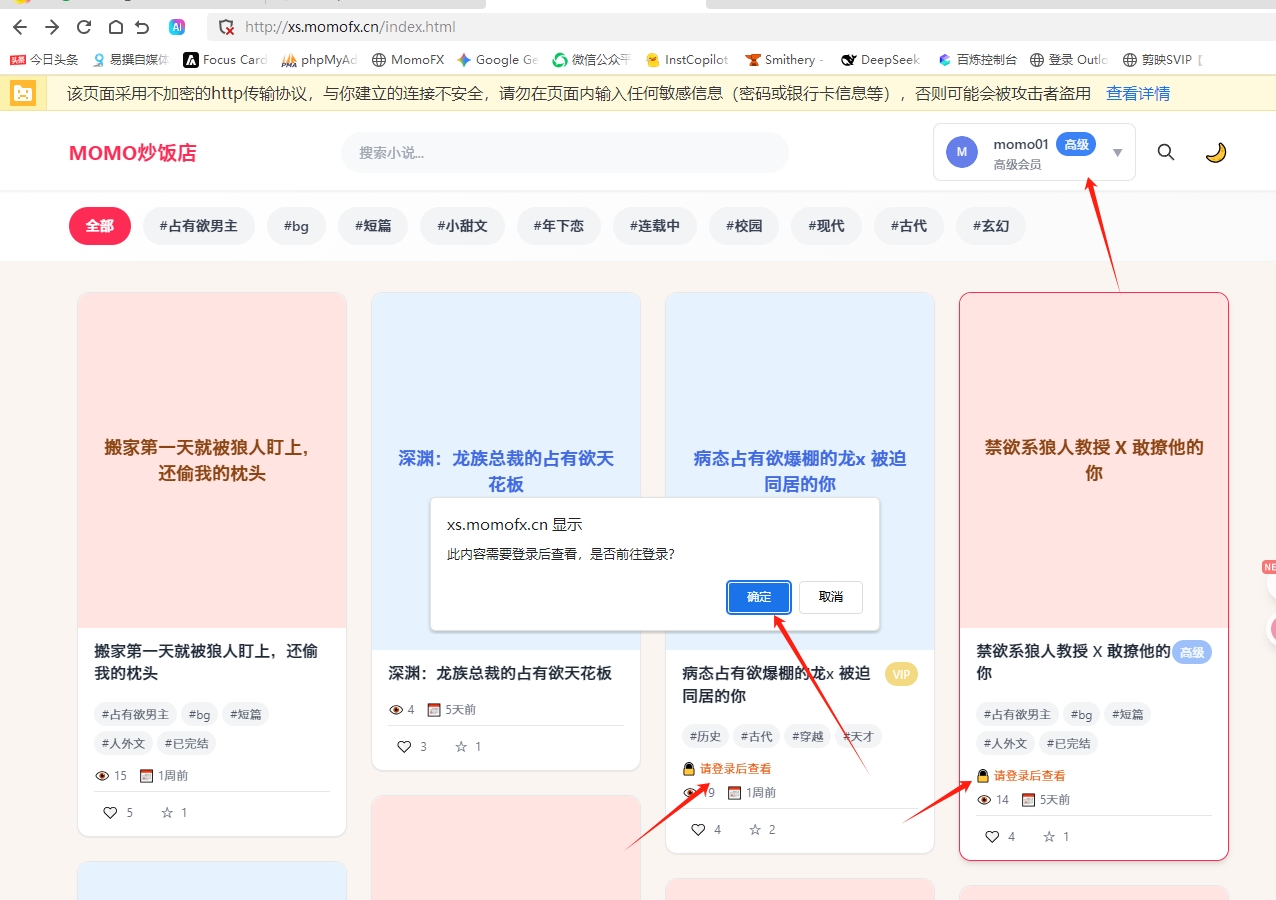 AI
http://xs.momofx.cn/index.html
头条 今日头条 易撰自媒体 Focus Card phpMyAd MomoFX Google Ge 微信公众平 InstCopilot Smithery - DeepSeek 百炼控制台 登录 Outlo 剪映SVIP [
该页面采用不加密的http传输协议，与你建立的连接不安全，请勿在页面内输入任何敏感信息（密码或银行卡信息等），否则可能会被攻击者盗用 查看详情
MOMO炒饭店
搜索小说...
M
momo01 高级
高级会员
▼
全部 #占有欲男主 #bg #短篇 #小甜文 #年下恋 #连载中 #校园 #现代 #古代 #玄幻
搬家第一天就被狼人盯上，
还偷我的枕头
搬家第一天就被狼人盯上，还偷
我的枕头
#占有欲男主 #bg #短篇
#人外文 #已完结
15 1周前
5 1
深渊：龙族总裁的占有欲天
花板
深渊：龙族总裁的占有欲天花板
4 5天前
3 1
病态占有欲爆棚的龙x 被迫
同居的你
病态占有欲爆棚的龙x 被迫
同居的你
VIP
#历史 #古代 #穿越 #天才
请登录后查看
19 1周前
4 2
禁欲系狼人教授 X 敢撩他的
你
禁欲系狼人教授 X 敢撩他的
你
高级
#占有欲男主 #bg #短篇
#人外文 #已完结
请登录后查看
14 5天前
4 1
xs.momofx.cn 显示
此内容需要登录后查看，是否前往登录？
确定 取消
NE